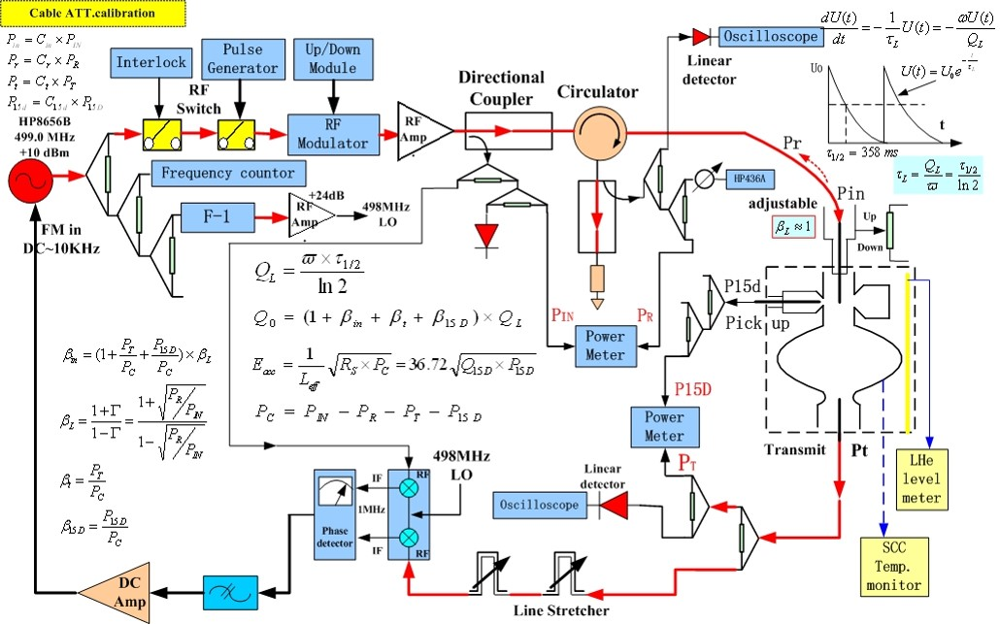 Cable ATT.calibration
P_in = C_in × P_IN
P_r = C_r × P_R
P_t = C_t × P_T
P_15d = C_15d × P_15D
HP8656B
499.0 MHz
+10 dBm
Interlock
Pulse
Generator
Up/Down
Module
RF
Switch
RF
Modulator
RF
Amp
Directional
Coupler
Circulator
Linear
detector
Oscilloscope
dU(t)/dt = -1/τ_L U(t) = -ωU(t)/Q_L
Uo
U(t) = U_0e^{-t/τ_L}
t
τ_1/2 = 358 ms
τ_L = Q_L/ϖ = τ_1/2/ln 2
Frequency countor
F-1
+24dB
RF
Amp
498MHz
LO
FM in
DC~10KHz
HP436A
Pr
Pin
adjustable
β_L ≈ 1
Up
Down
Q_L = ϖ × τ_1/2 / ln 2
Q_0 = (1 + β_in + β_t + β_15D) × Q_L
E_acc = 1/L_eff √(R_S × P_C) = 36.72 √(Q_15D × P_15D)
P_C = P_IN - P_R - P_T - P_15D
P_IN
P_R
Power
Meter
P15d
Pick up
P15D
Power
Meter
P_T
Transmit
Pt
LHe
level
meter
SCC
Temp.
monitor
β_in = (1 + P_T/P_C + P_15D/P_C) × β_L
β_L = (1+Γ)/(1-Γ) = (1 + √(P_R/P_IN))/(1 - √(P_R/P_IN))
β_t = P_T/P_C
β_15D = P_15D/P_C
498MHz
LO
RF
IF
1MHz
IF
RF
Phase
detector
Linear
detector
Oscilloscope
Line Stretcher
DC
Amp